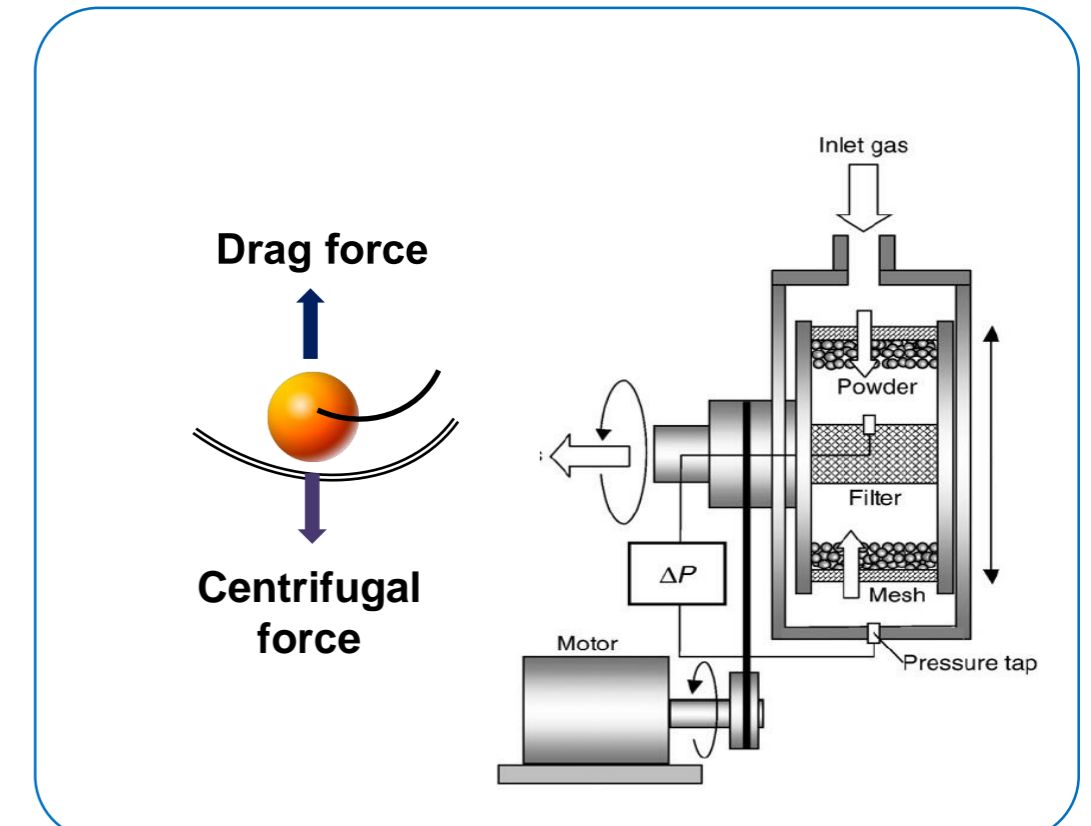 Inlet gas
Drag force
Powder
Filter
Centrifugal
force
ΔP
Mesh
Motor
Pressure tap